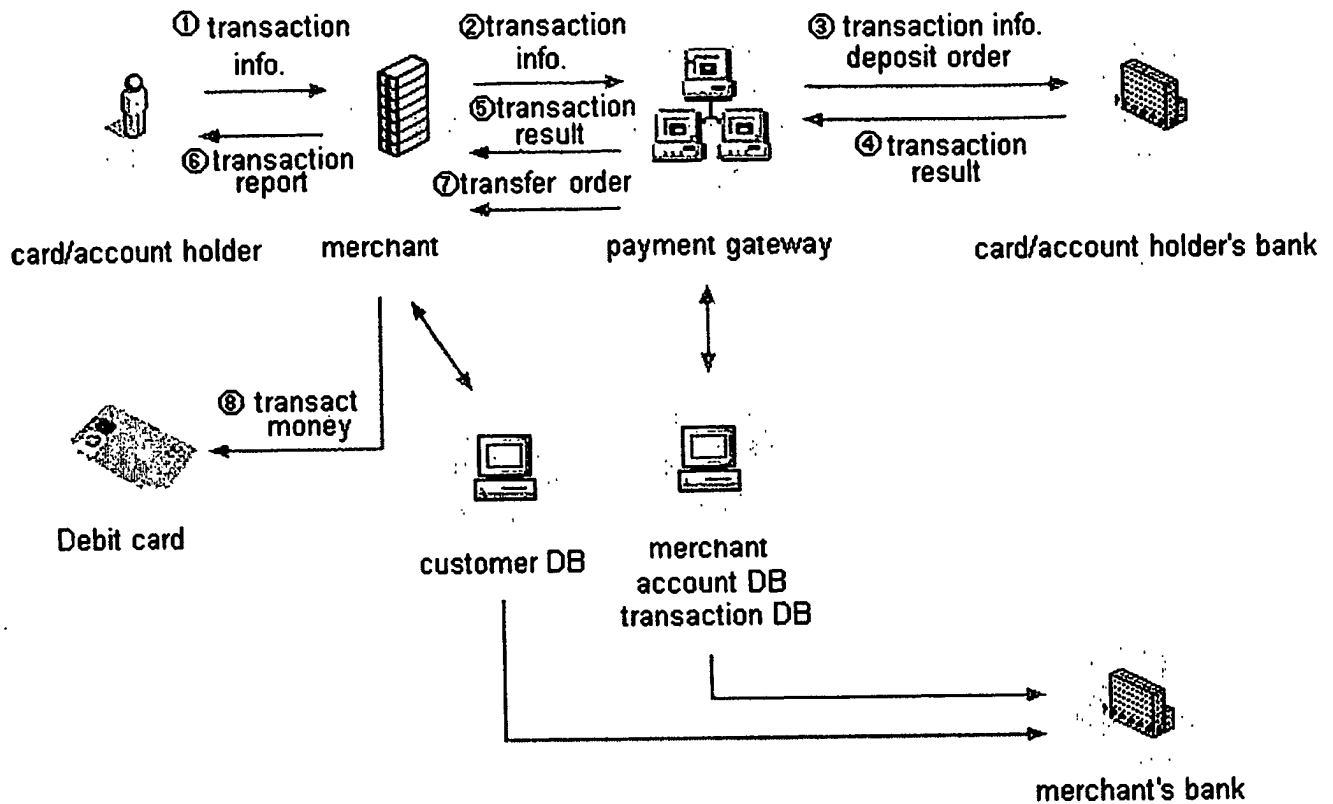 ① transaction
info.
②transaction
info.
③ transaction info.
deposit order
⑤transaction
result
④ transaction
result
⑥transaction
report
⑦transfer order
card/account holder
merchant
payment gateway
card/account holder's bank
⑧ transact
money
Debit card
customer DB
merchant
account DB
transaction DB
merchant's bank